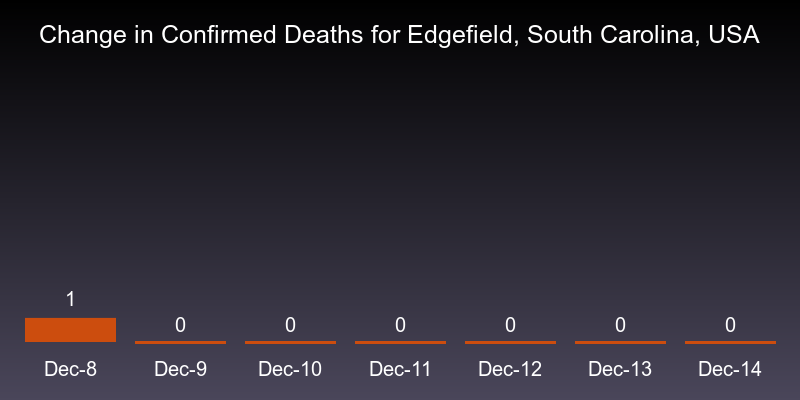 Change in Confirmed Deaths for Edgefield, South Carolina, USA
1 0 0 0 0 0 0
Dec-8 Dec-9 Dec-10 Dec-11 Dec-12 Dec-13 Dec-14